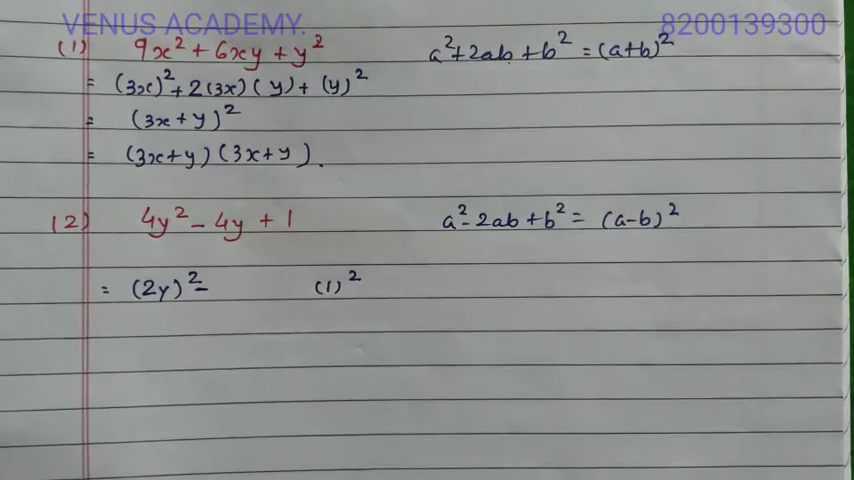 VENUS ACADEMY. 8200139300
(1) 9x² + 6xy + y² a² + 2ab + b² = (a+b)²
= (3x)² + 2(3x)(y) + (y)²
= (3x + y)²
= (3x+y)(3x+y).
(2) 4y² - 4y + 1 a² - 2ab + b² = (a-b)²
= (2y)² - (1)²